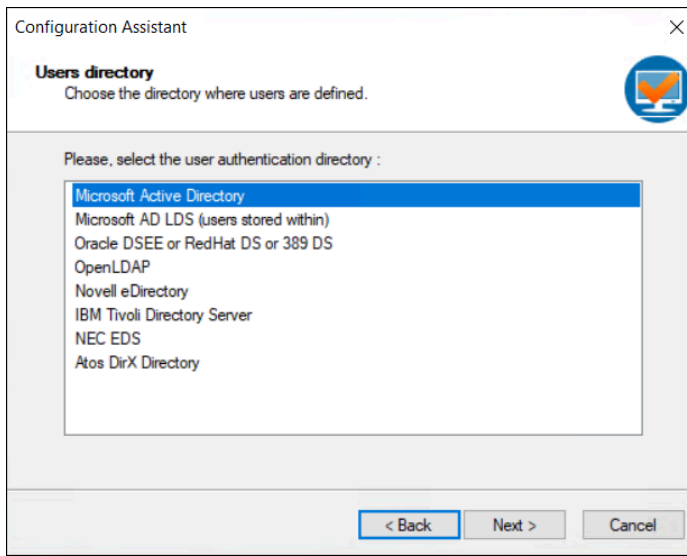 Configuration Assistant
Users directory
Choose the directory where users are defined.
Please, select the user authentication directory :
Microsoft Active Directory
Microsoft AD LDS (users stored within)
Oracle DSEE or RedHat DS or 389 DS
OpenLDAP
Novell eDirectory
IBM Tivoli Directory Server
NEC EDS
Atos DirX Directory
< Back Next > Cancel